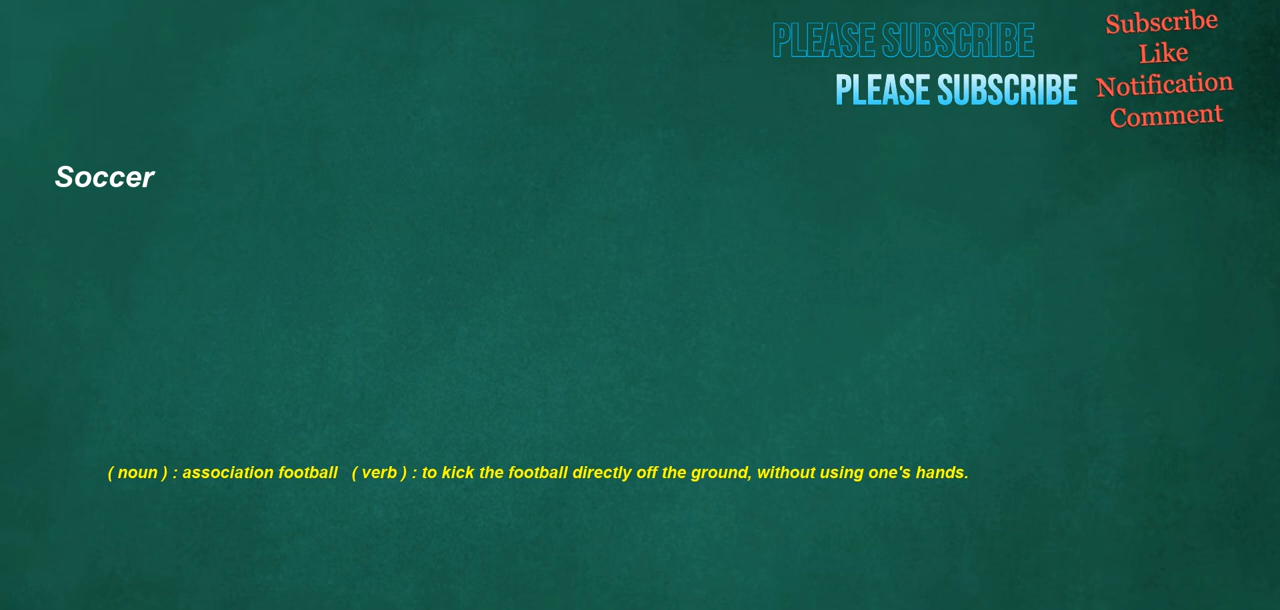 PLEASE SUBSCRIBE
PLEASE SUBSCRIBE
Subscribe
Like
Notification
Comment
Soccer
( noun ) : association football   ( verb ) : to kick the football directly off the ground, without using one's hands.